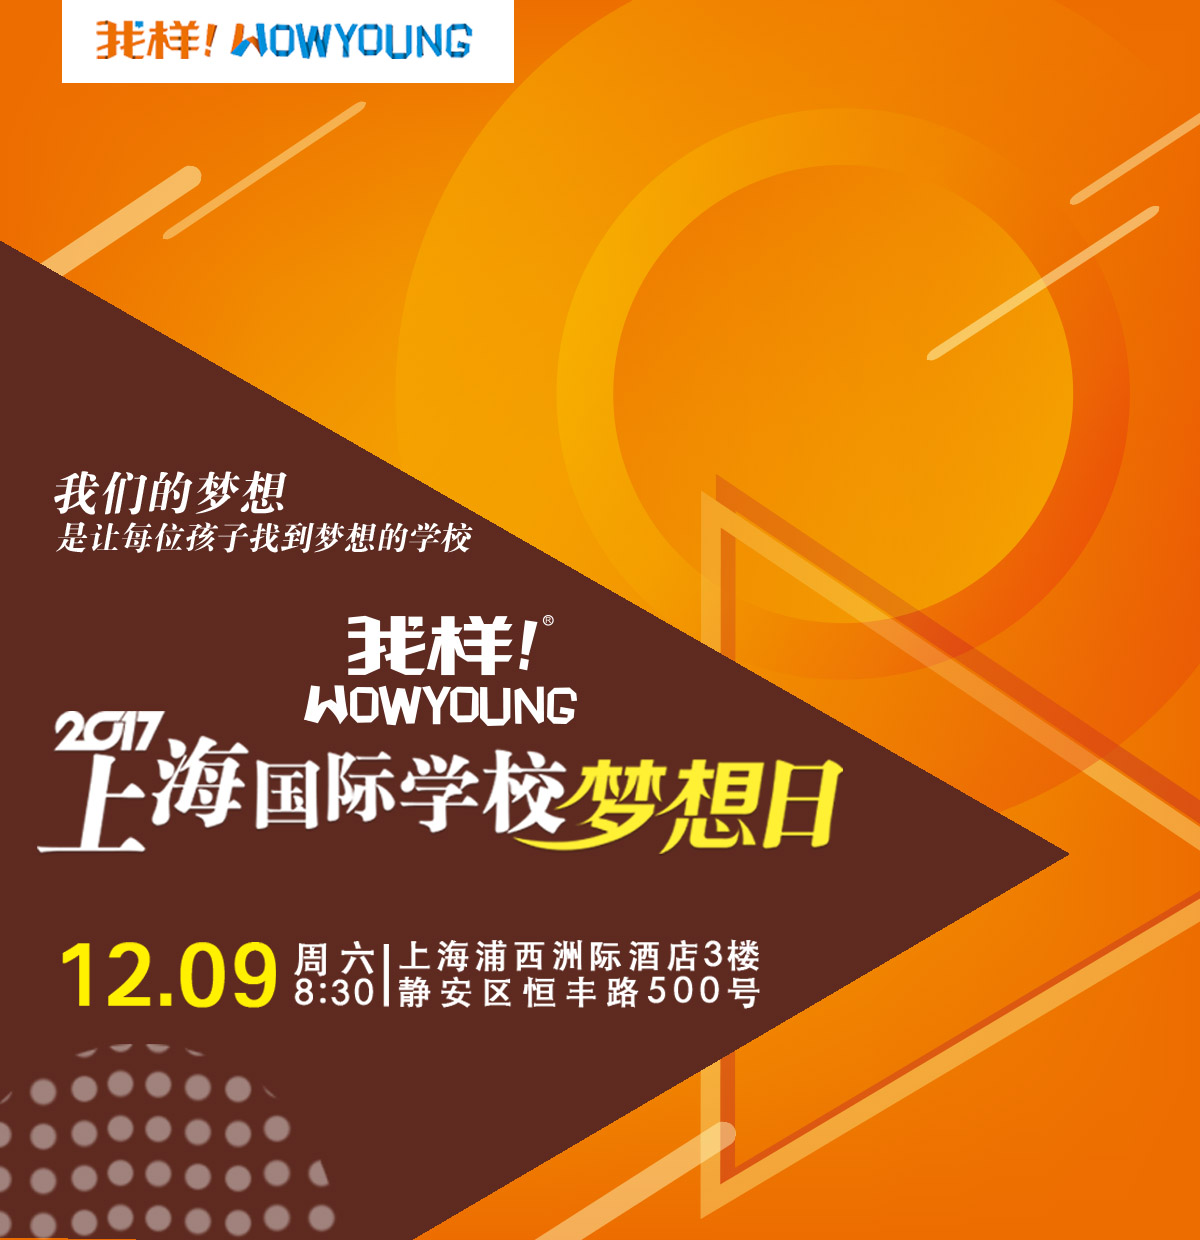 我样! WOWYOUNG
我们的梦想
是让每位孩子找到梦想的学校
我样!®
WOWYOUNG
2017
上海国际学校梦想日
12.09 周六 8:30
上海浦西洲际酒店3楼
静安区恒丰路500号